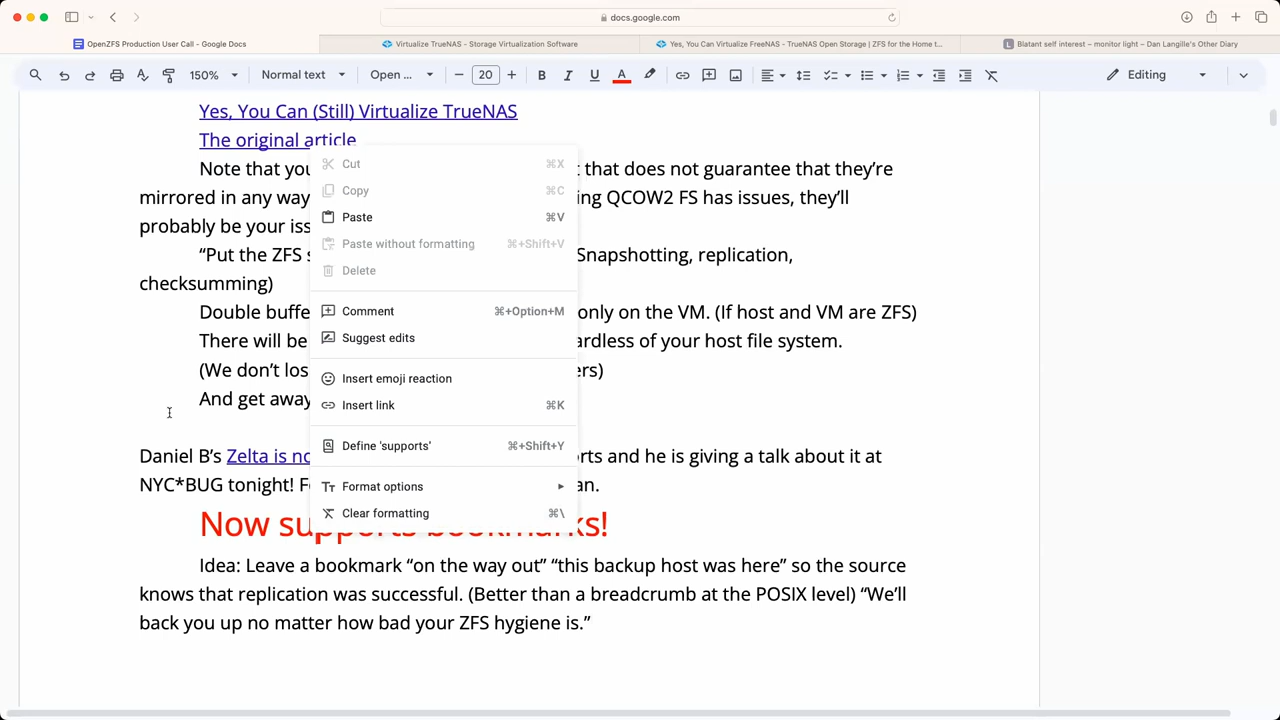 docs.google.com
OpenZFS Production User Call - Google Docs
Virtualize TrueNAS - Storage Virtualization Software
Yes, You Can Virtualize FreeNAS - TrueNAS Open Storage | ZFS for the Home t...
L Blatant self interest – monitor light – Dan Langille's Other Diary
150% Normal text Open ... 20 B I U A Editing
Yes, You Can (Still) Virtualize TrueNAS
The original article
Note that you that does not guarantee that they're
mirrored in any way ing QCOW2 FS has issues, they'll
probably be your iss
“Put the ZFS s Snapshotting, replication,
checksumming)
Double buffe only on the VM. (If host and VM are ZFS)
There will be ardless of your host file system.
(We don't los ers)
And get away
Cut ⌘X
Copy ⌘C
Paste ⌘V
Paste without formatting ⌘+Shift+V
Delete
Comment ⌘+Option+M
Suggest edits
Insert emoji reaction
Insert link ⌘K
Define 'supports' ⌘+Shift+Y
Format options
Clear formatting ⌘\
Daniel B's Zelta is no rts and he is giving a talk about it at
NYC*BUG tonight! F an.
Now supports bookmarks!
Idea: Leave a bookmark “on the way out” “this backup host was here” so the source
knows that replication was successful. (Better than a breadcrumb at the POSIX level) “We'll
back you up no matter how bad your ZFS hygiene is.”